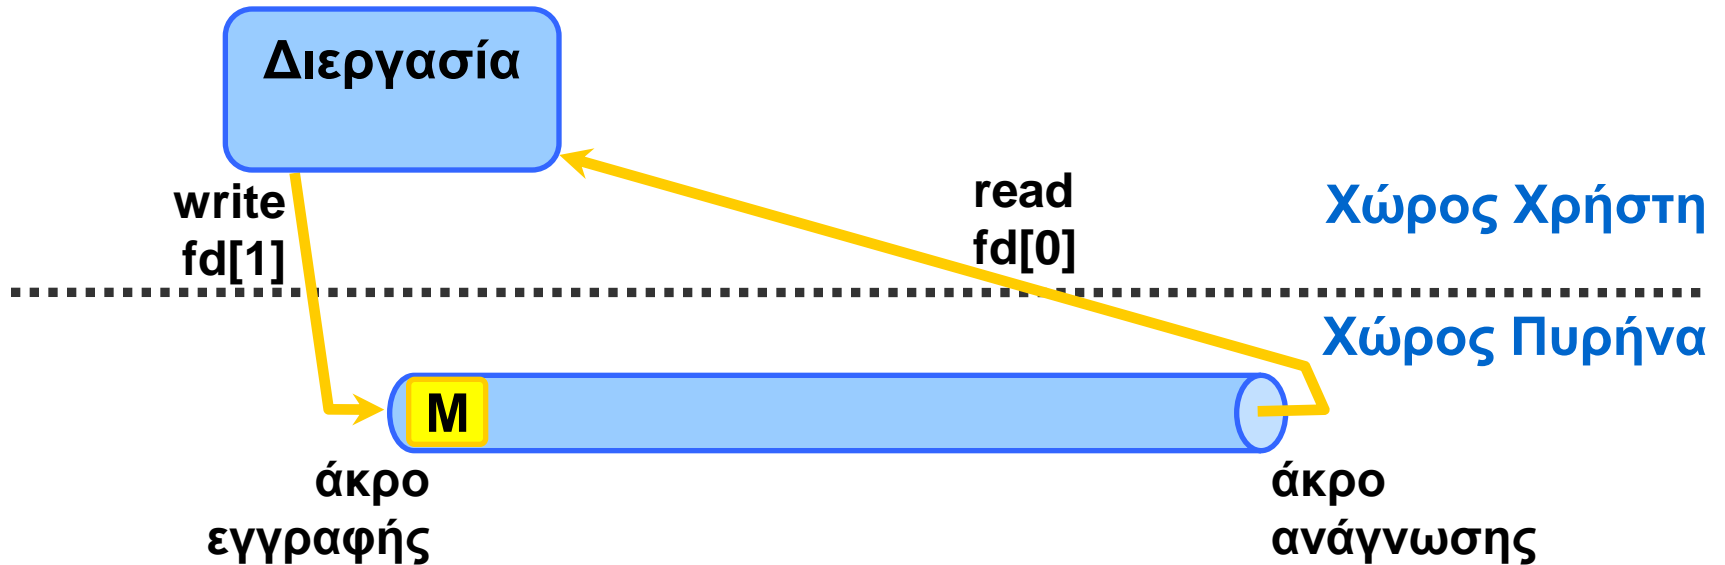 Διεργασία
write
fd[1]
read
fd[0]
Χώρος Χρήστη
Χώρος Πυρήνα
M
άκρο
εγγραφής
άκρο
ανάγνωσης